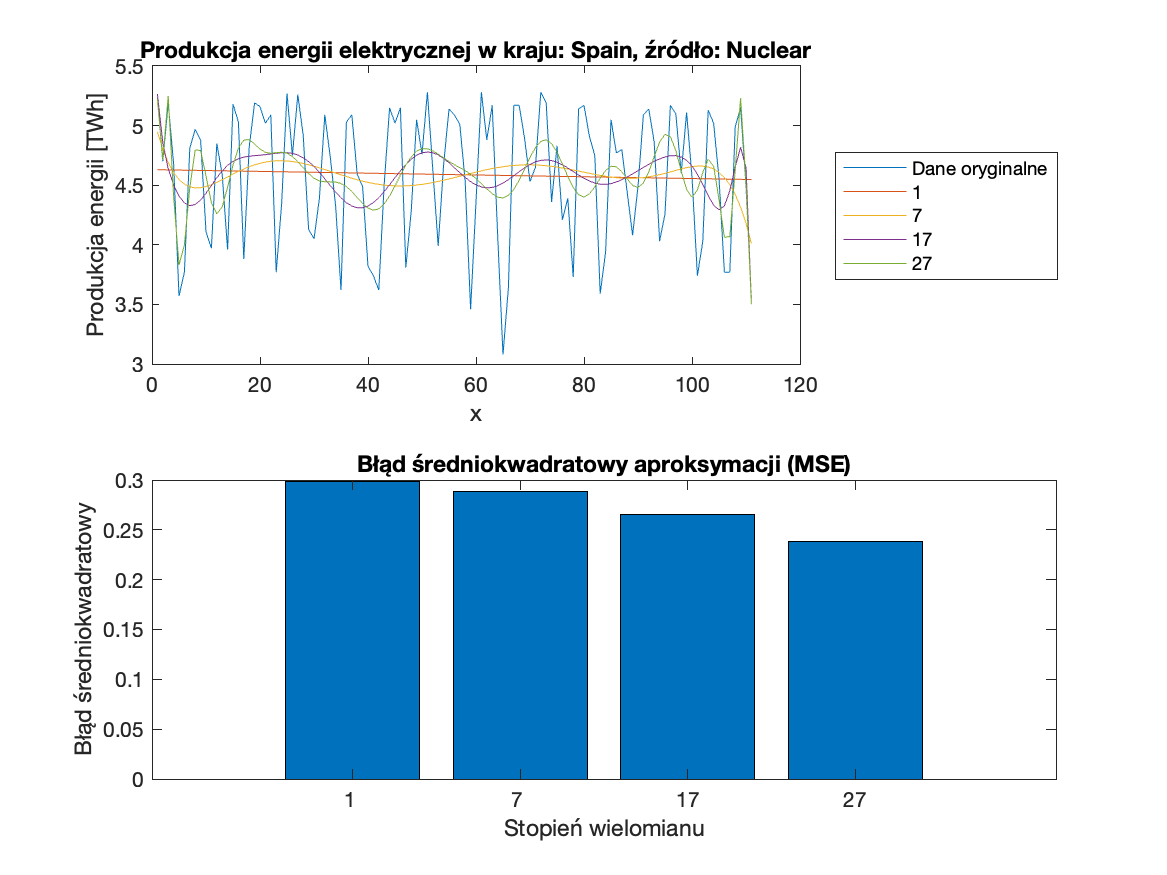 Produkcja energii elektrycznej w kraju: Spain, źródło: Nuclear
Produkcja energii [TWh]
5.5
5
4.5
4
3.5
3
0 20 40 60 80 100 120
x
Dane oryginalne
1
7
17
27
Błąd średniokwadratowy aproksymacji (MSE)
Błąd średniokwadratowy
0.3
0.25
0.2
0.15
0.1
0.05
0
1 7 17 27
Stopień wielomianu